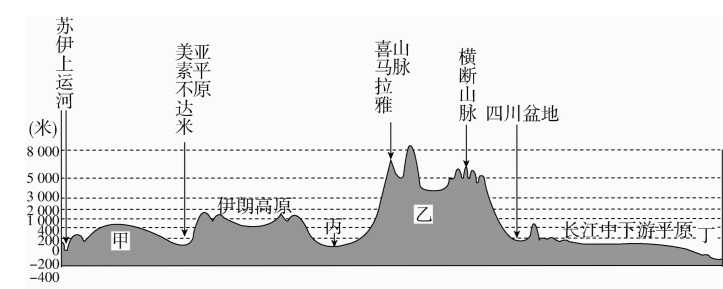 苏伊士运河
美索不达米
亚平原
喜马拉雅
山脉
横断山脉
四川盆地
(米)
8 000
5 000
3 000
2 000
1 000
400
200
0
-200
-400
甲
伊朗高原
丙
乙
长江中下游平原
丁